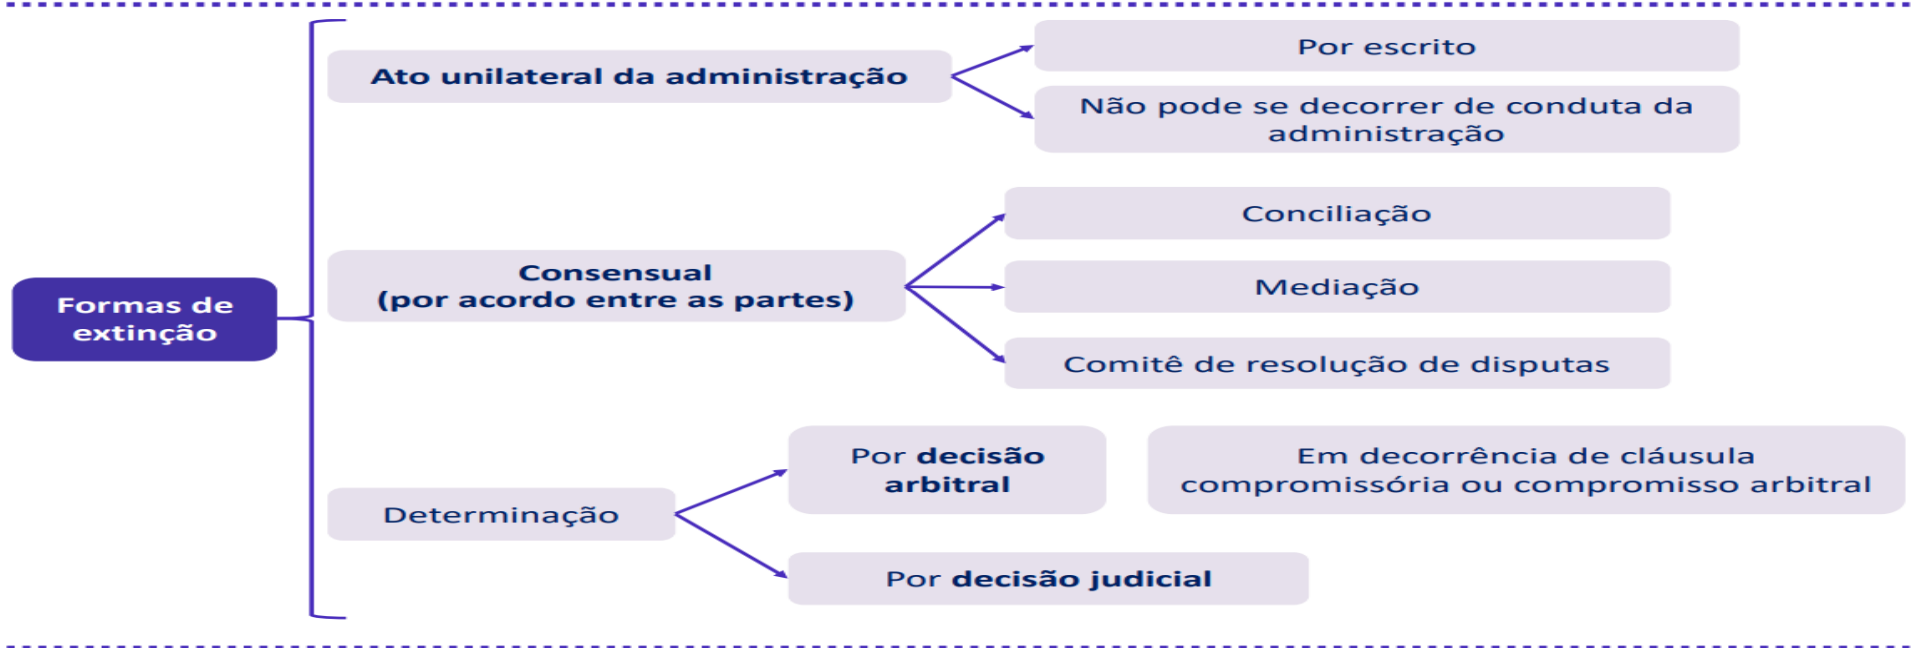 Formas de
extinção
Ato unilateral da administração
Por escrito
Não pode se decorrer de conduta da
administração
Consensual
(por acordo entre as partes)
Conciliação
Mediação
Comitê de resolução de disputas
Determinação
Por decisão
arbitral
Em decorrência de cláusula
compromissória ou compromisso arbitral
Por decisão judicial